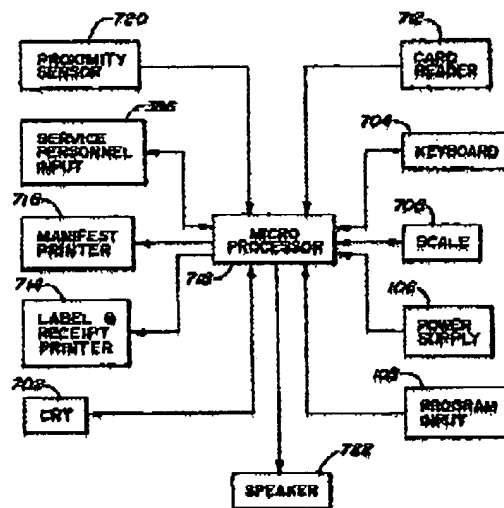 720
712
PROXIMITY
SENSOR
CARD
READER
SERVICE
PERSONNEL
INPUT
704
KEYBOARD
716
MANIFEST
PRINTER
MICRO
PROCESSOR
718
706
SCALE
714
LABEL @
RECEIPT
PRINTER
106
POWER
SUPPLY
702
CRT
108
PROGRAM
INPUT
722
SPEAKER